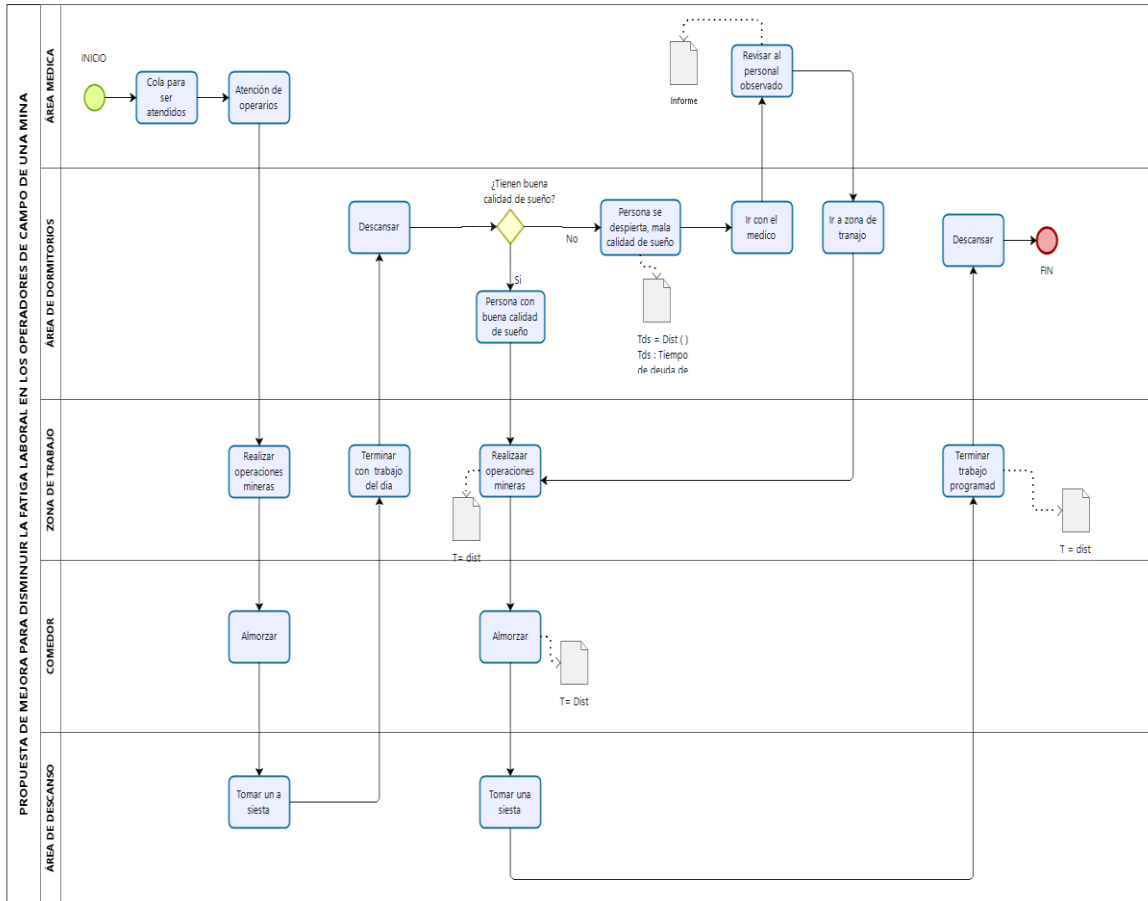 PROPUESTA DE MEJORA PARA DISMINUIR LA FATIGA LABORAL EN LOS OPERADORES DE CAMPO DE UNA MINA
ÁREA MEDICA
INICIO
Cola para
ser
atendidos
Atención de
operarios
Informe
Revisar al
personal
observado
ÁREA DE DORMITORIOS
Descansar
¿Tienen buena
calidad de sueño?
No
Si
Persona se
despierta, mala
calidad de sueño
Ir con el
medico
Ir a zona de
tranajo
Descansar
FIN
Persona con
buena calidad
de sueño
Tds = Dist ( )
Tds : Tiempo
de deuda de
ZONA DE TRABAJO
Realizar
operaciones
mineras
Terminar
con trabajo
del dia
Realizaar
operaciones
mineras
T= dist
Terminar
trabajo
programad
T = dist
COMEDOR
Almorzar
Almorzar
T= Dist
ÁREA DE DESCANSO
Tomar un a
siesta
Tomar una
siesta